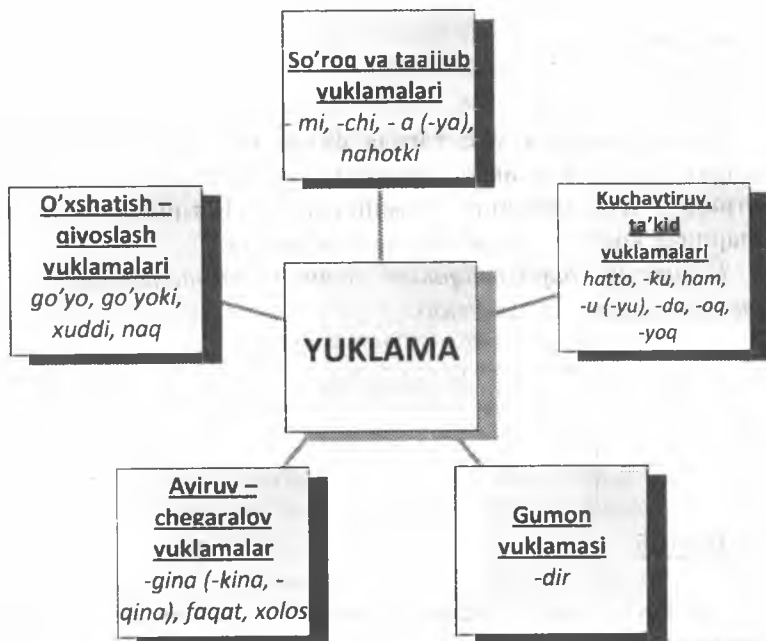 So'roq va taajjub
yuklamalari
- mi, -chi, - a (-ya),
nahotki
O'xshatish –
qiyoslash
yuklamalari
go'yo, go'yoki,
xuddi, naq
Kuchaytiruv,
ta'kid
yuklamalari
hatto, -ku, ham,
-u (-yu), -da, -oq,
-yoq
YUKLAMA
Ayiruv –
chegaralov
yuklamalar
-gina (-kina, -
qina), faqat, xolos
Gumon
yuklamasi
-dir